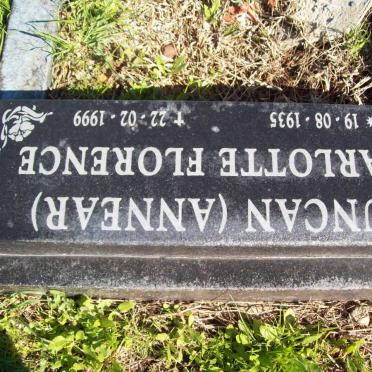 UNCAN (ANNEAR)
ARLOTTE FLORENCE
* 19 · 08 · 1935 † 22 · 02 · 1999